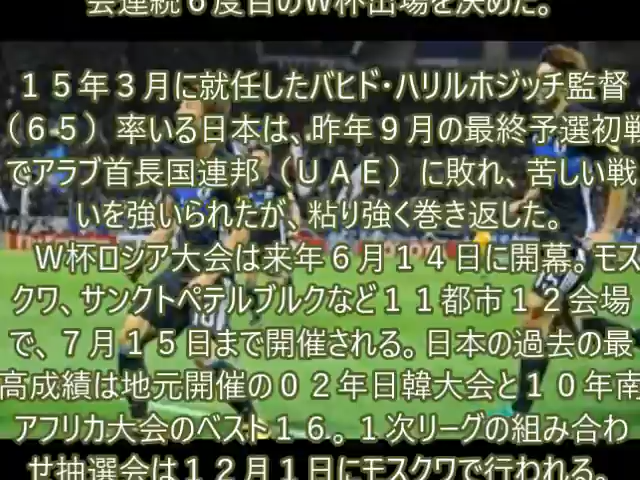 会連続６度目のＷ杯出場を決めた。
１５年３月に就任したバヒド・ハリルホジッチ監督
（６５）率いる日本は、昨年９月の最終予選初戦
でアラブ首長国連邦（ＵＡＥ）に敗れ、苦しい戦
いを強いられたが、粘り強く巻き返した。
Ｗ杯ロシア大会は来年６月１４日に開幕。モス
クワ、サンクトペテルブルクなど１１都市１２会場
で、７月１５日まで開催される。日本の過去の最
高成績は地元開催の０２年日韓大会と１０年南
アフリカ大会のベスト１６。１次リーグの組み合わ
せ抽選会は１２月１日にモスクワで行われる。